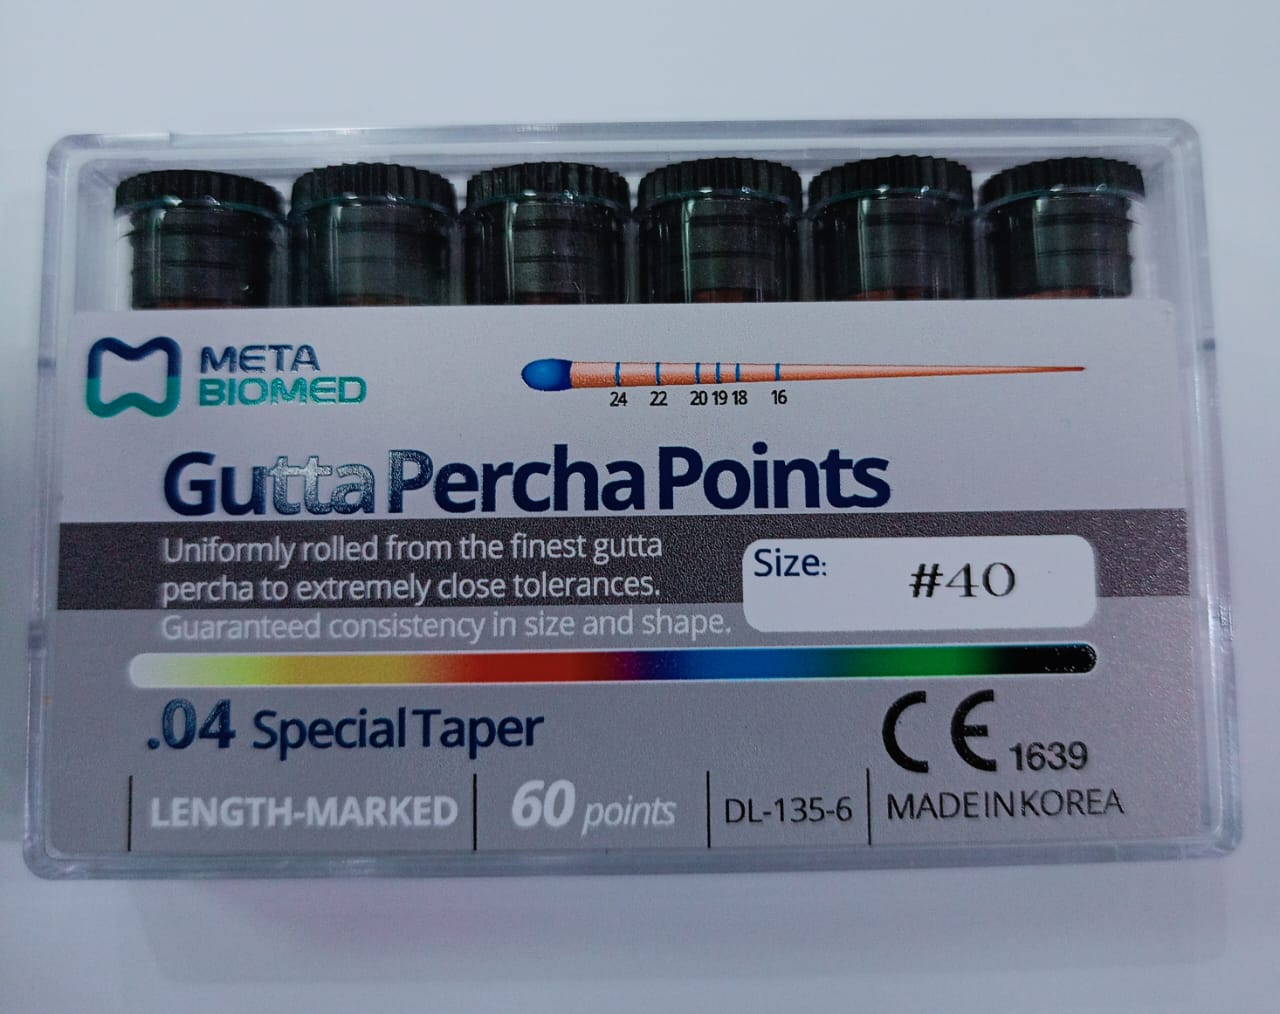 META
BIOMED
24 22 20 19 18 16
Gutta Percha Points
Uniformly rolled from the finest gutta
percha to extremely close tolerances.
Guaranteed consistency in size and shape.
Size: #40
.04 Special Taper
CE 1639
LENGTH-MARKED
60 points
DL-135-6
MADE IN KOREA